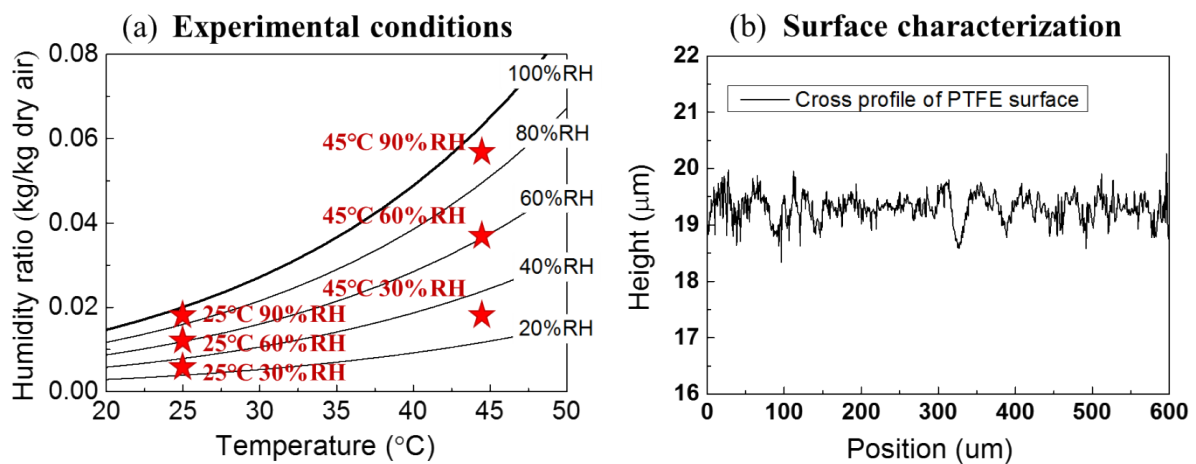 (a) Experimental conditions
0.08
0.06
0.04
0.02
0.00
Humidity ratio (kg/kg dry air)
20
25
30
35
40
45
50
Temperature (°C)
100%RH
80%RH
60%RH
40%RH
20%RH
45°C 90%RH
45°C 60%RH
45°C 30%RH
25°C 90%RH
25°C 60%RH
25°C 30%RH
(b) Surface characterization
22
21
20
19
18
17
16
Height (μm)
Cross profile of PTFE surface
0
100
200
300
400
500
600
Position (um)